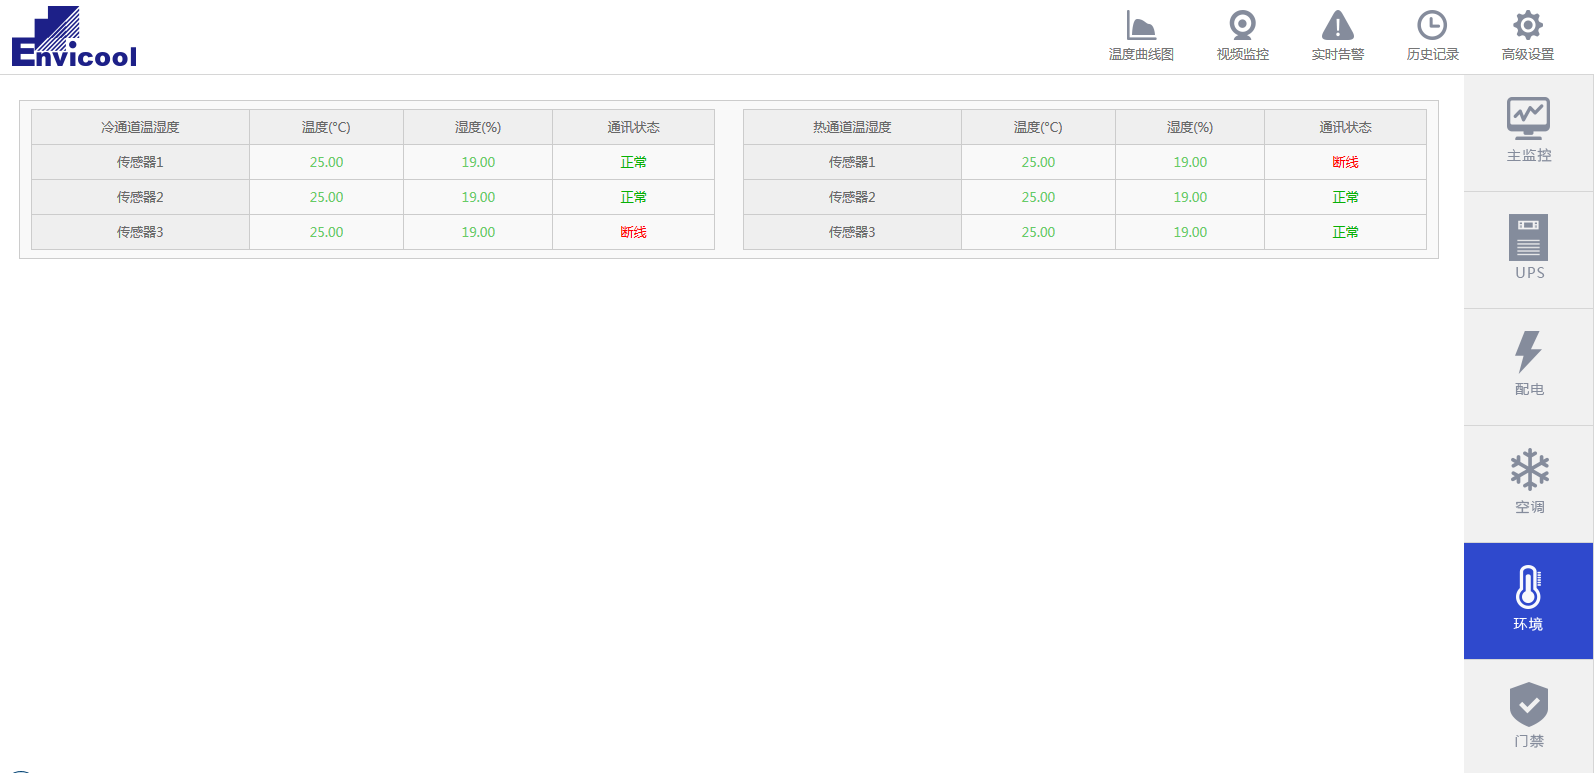 Envicool
温度曲线图 视频监控 实时告警 历史记录 高级设置
冷通道温湿度 温度(°C) 湿度(%) 通讯状态
传感器1 25.00 19.00 正常
传感器2 25.00 19.00 正常
传感器3 25.00 19.00 断线
热通道温湿度 温度(°C) 湿度(%) 通讯状态
传感器1 25.00 19.00 断线
传感器2 25.00 19.00 正常
传感器3 25.00 19.00 正常
主监控
UPS
配电
空调
环境
门禁